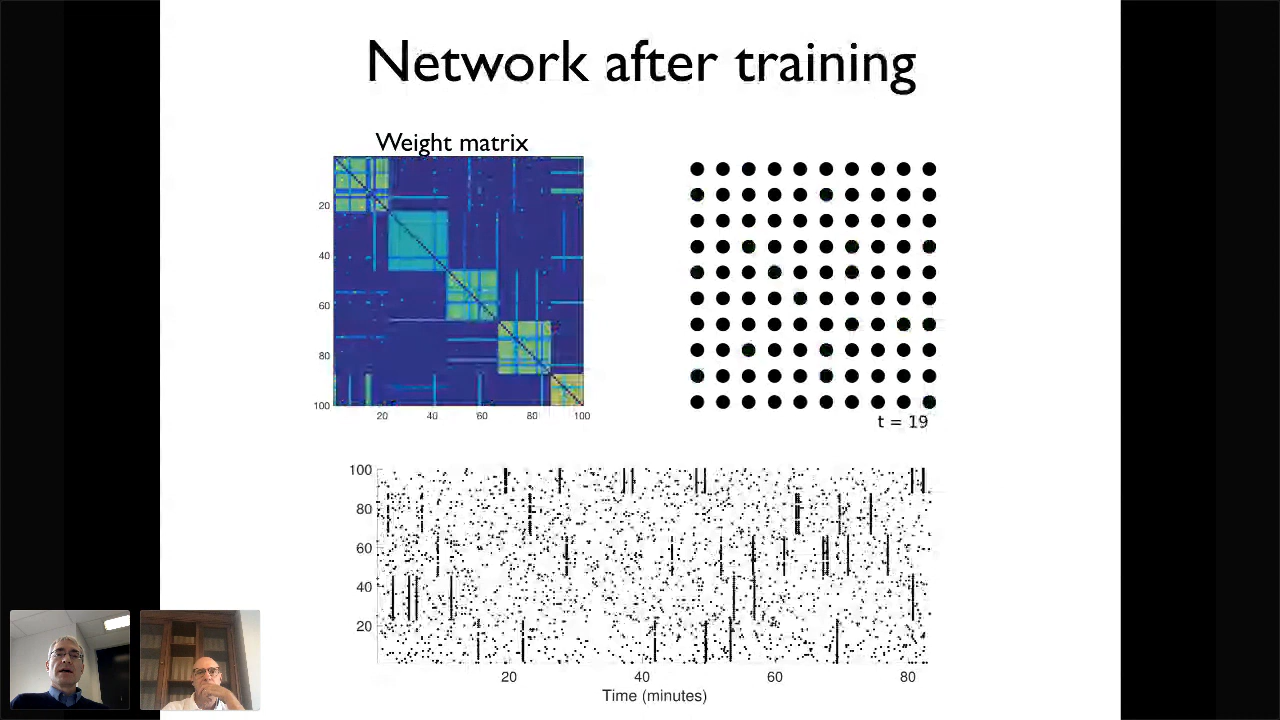 Network after training
Weight matrix
20
40
60
80
100
20 40 60 80 100
t = 19
100
80
60
40
20
20 40 60 80
Time (minutes)